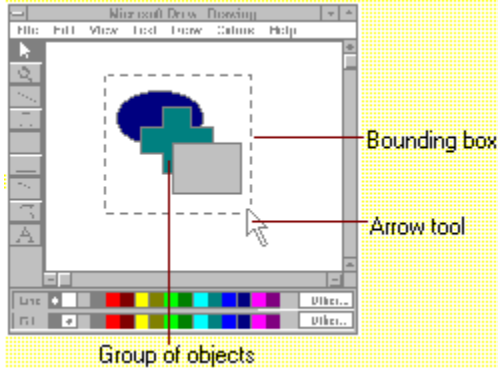 Microsoft Draw - Drawing
File Edit View Text Draw Colors Help
Bounding box
Arrow tool
A
Line Other...
Fill Other...
Group of objects